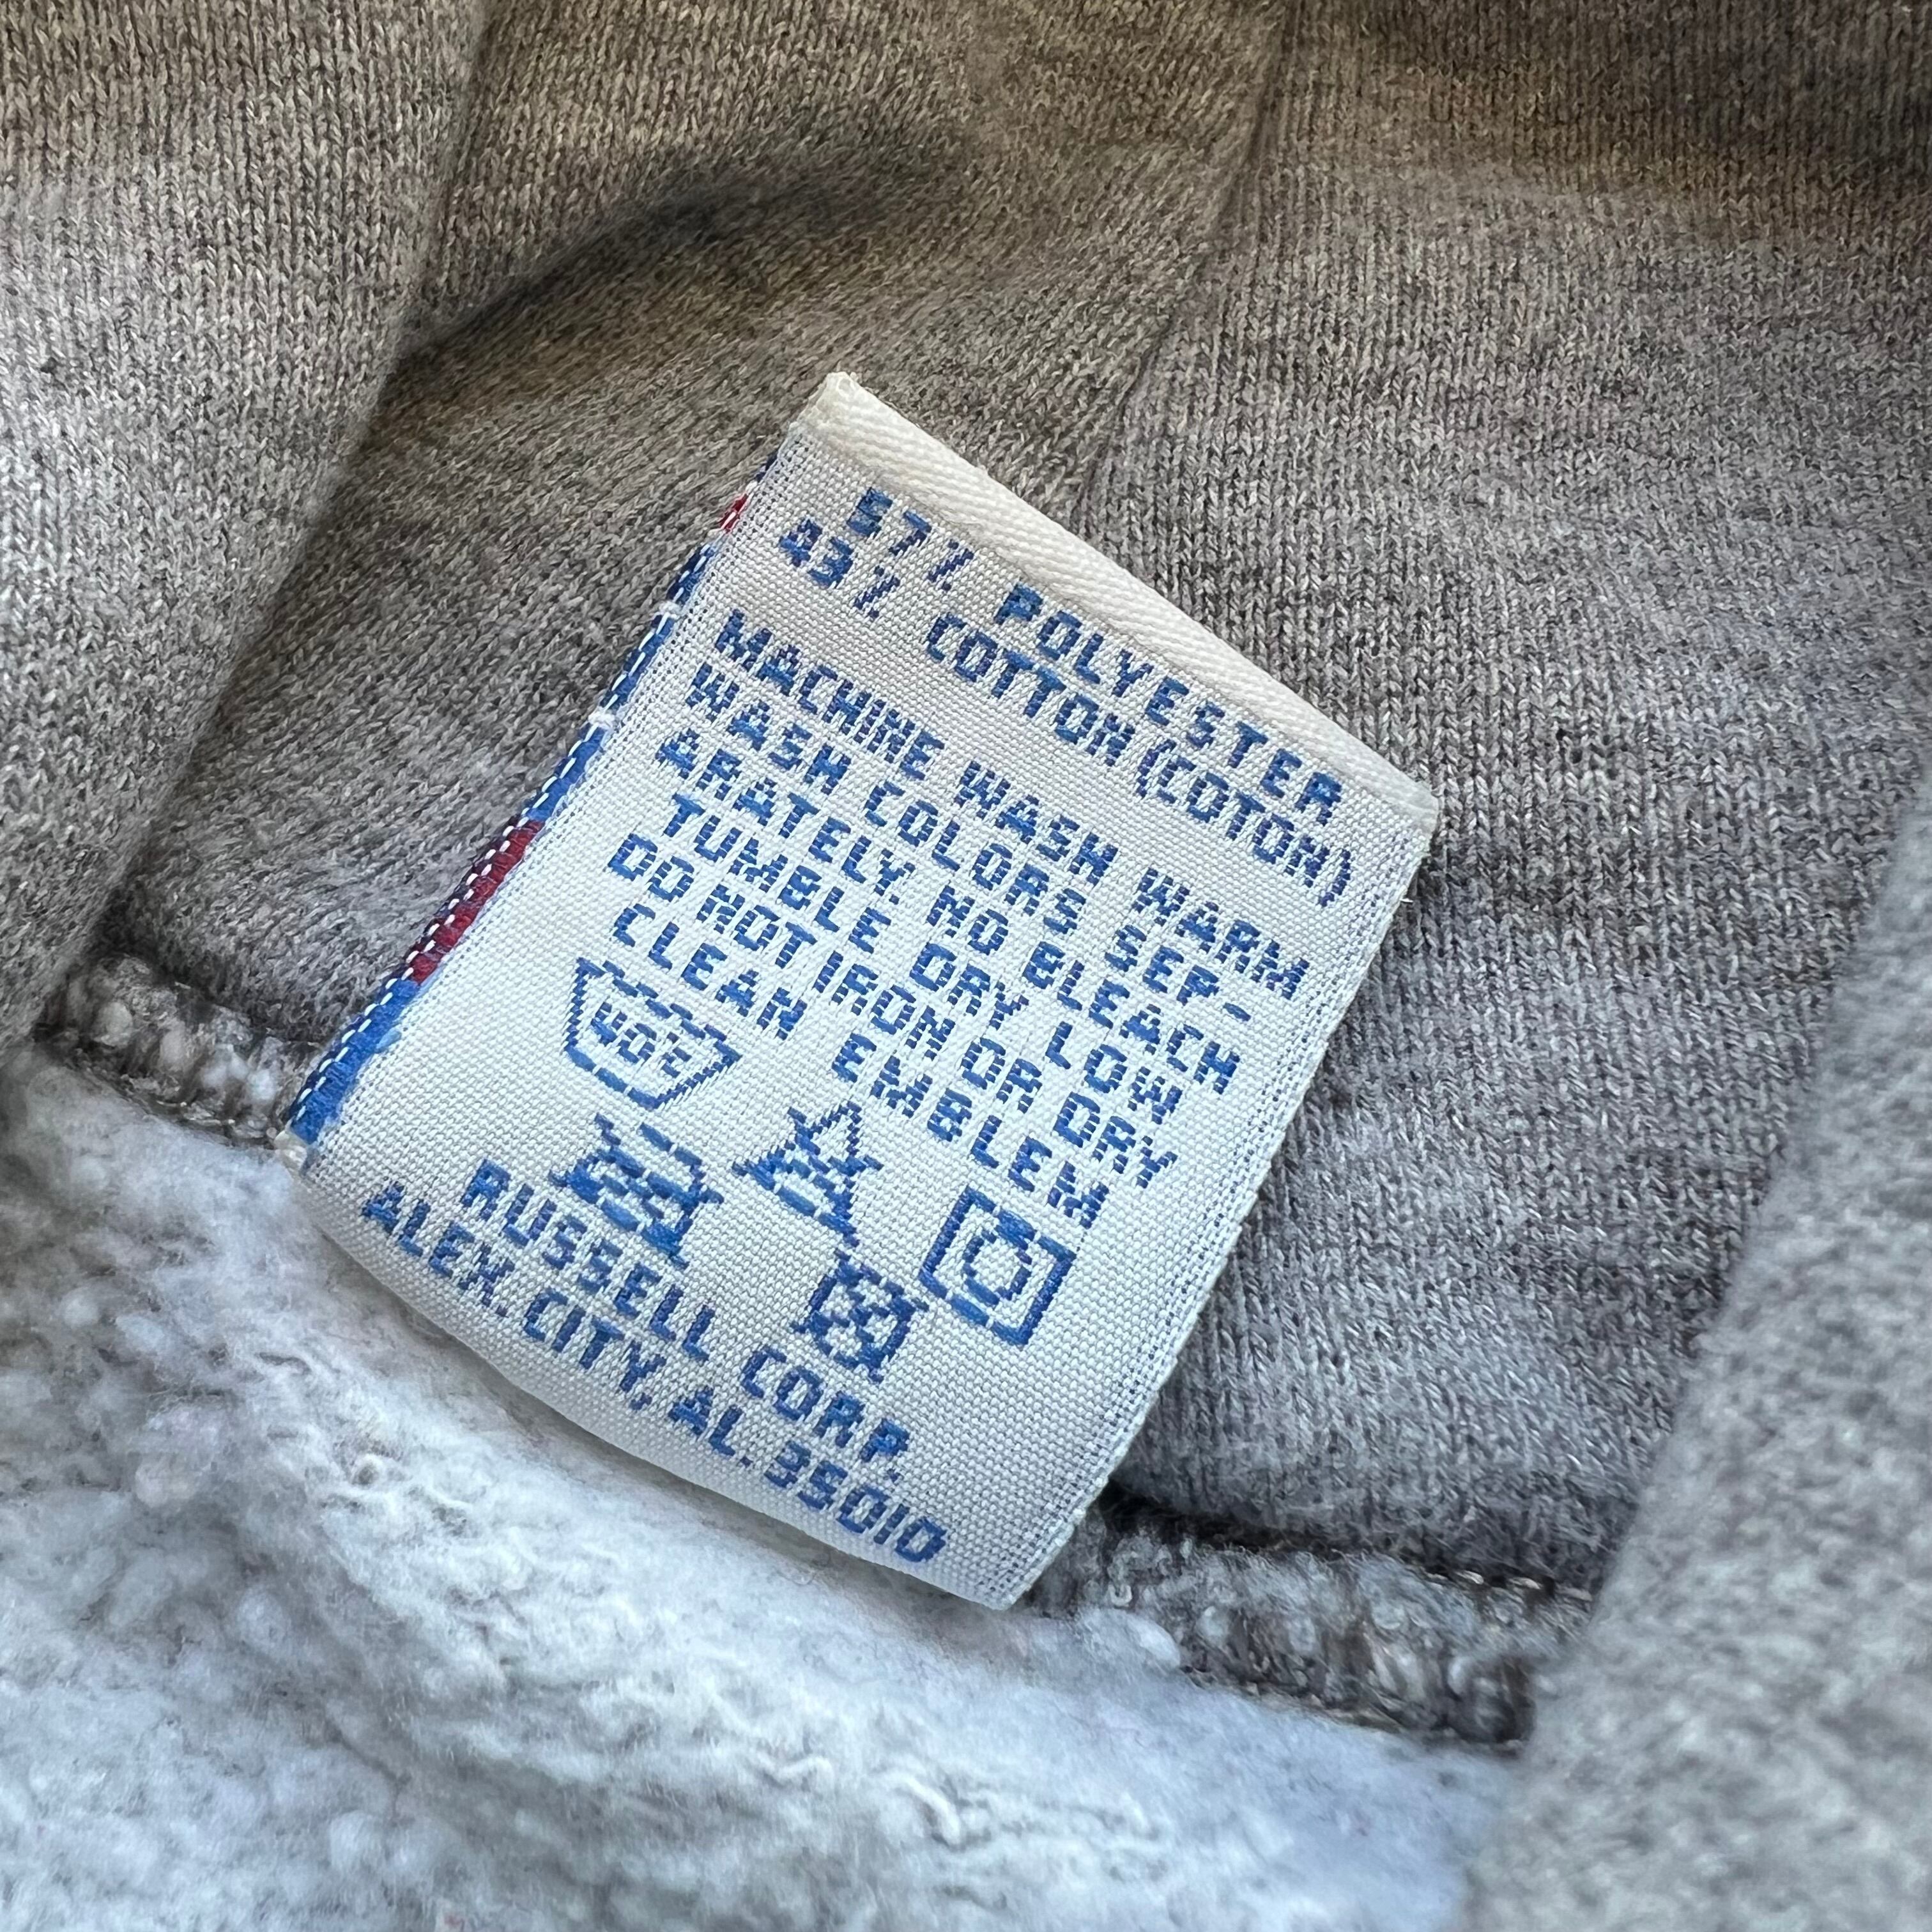 57% POLYESTER
43% COTTON (COTON)
MACHINE WASH WARM
WASH COLORS SEP-
ARATELY. NO BLEACH
TUMBLE DRY LOW
DO NOT IRON OR DRY
CLEAN EMBLEM
40°C
RUSSELL CORP.
ALEX. CITY, AL. 35010